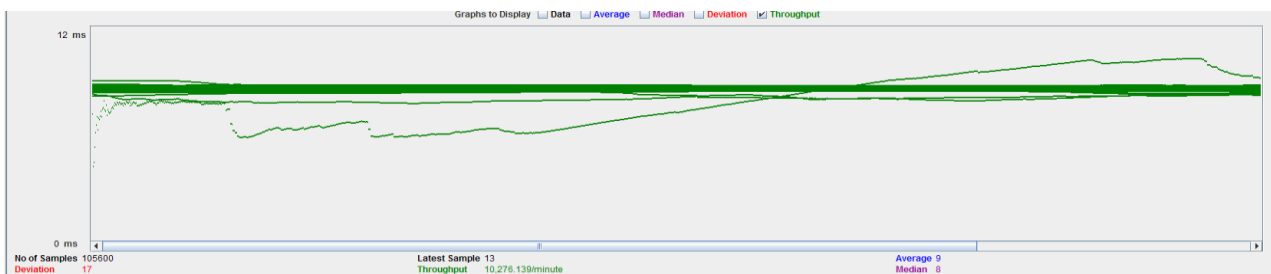 Graphs to Display Data Average Median Deviation Throughput
12 ms
0 ms
No of Samples 105600 Latest Sample 13 Average 9
Deviation 17 Throughput 10,276.139/minute Median 8